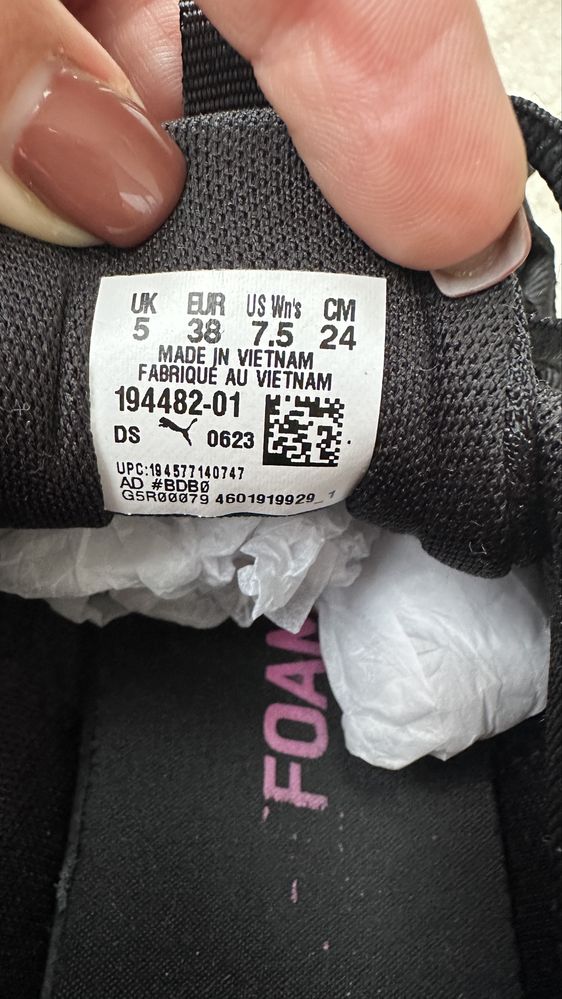 UK EUR US Wn's CM
5 38 7.5 24
MADE IN VIETNAM
FABRIQUÉ AU VIETNAM
194482-01
DS 0623
UPC:194577140747
AD #BDB0
G5R00079 4601919929_1
FOAM